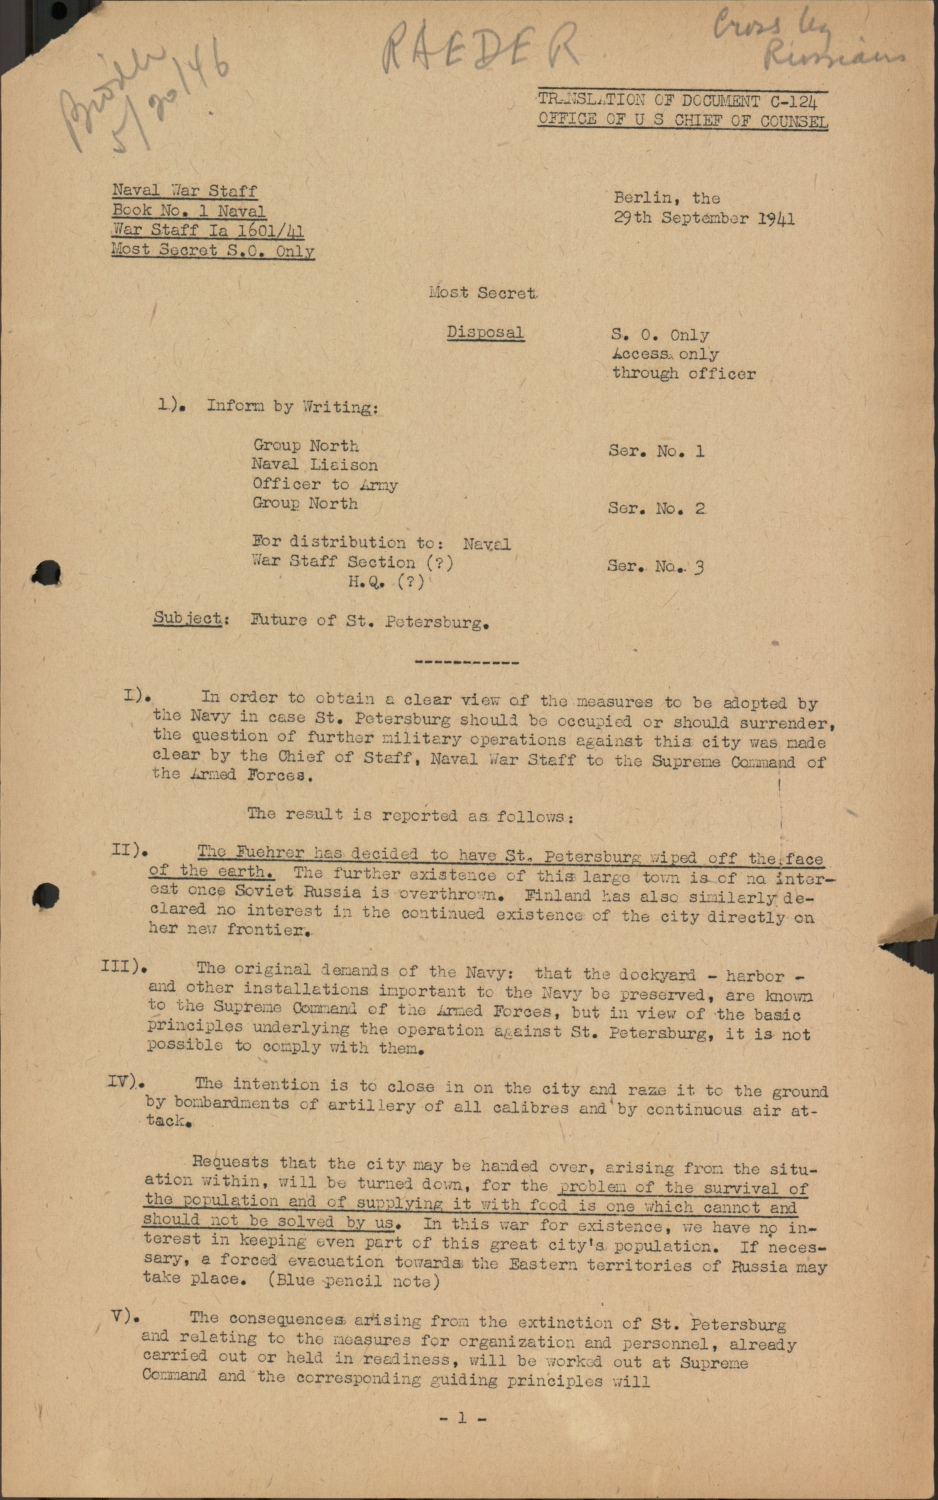 RAEDER
Cross by
Russians
5/20/46
TRANSLATION OF DOCUMENT C-124
OFFICE OF U S CHIEF OF COUNSEL
Naval War Staff
Book No. 1 Naval
War Staff Ia 1601/41
Most Secret S.O. Only
Berlin, the
29th September 1941
Most Secret
Disposal
S. O. Only
Access only
through officer
1). Inform by Writing:
Group North
Ser. No. 1
Naval Liaison
Officer to Army
Group North
Ser. No. 2
For distribution to: Naval
War Staff Section (?)
Ser. No. 3
H.Q. (?)
Subject: Future of St. Petersburg.
-----------
I). In order to obtain a clear view of the measures to be adopted by
the Navy in case St. Petersburg should be occupied or should surrender,
the question of further military operations against this city was made
clear by the Chief of Staff, Naval War Staff to the Supreme Command of
the Armed Forces.
The result is reported as follows:
II). The Fuehrer has decided to have St. Petersburg wiped off the face
of the earth. The further existence of this large town is of no inter-
est once Soviet Russia is overthrown. Finland has also similarly de-
clared no interest in the continued existence of the city directly on
her new frontier.
III). The original demands of the Navy: that the dockyard - harbor -
and other installations important to the Navy be preserved, are known
to the Supreme Command of the Armed Forces, but in view of the basic
principles underlying the operation against St. Petersburg, it is not
possible to comply with them.
IV). The intention is to close in on the city and raze it to the ground
by bombardments of artillery of all calibres and by continuous air at-
tack.
Requests that the city may be handed over, arising from the situ-
ation within, will be turned down, for the problem of the survival of
the population and of supplying it with food is one which cannot and
should not be solved by us. In this war for existence, we have no in-
terest in keeping even part of this great city's population. If neces-
sary, a forced evacuation towards the Eastern territories of Russia may
take place. (Blue pencil note)
V). The consequences arising from the extinction of St. Petersburg
and relating to the measures for organization and personnel, already
carried out or held in readiness, will be worked out at Supreme
Command and the corresponding guiding principles will
- 1 -